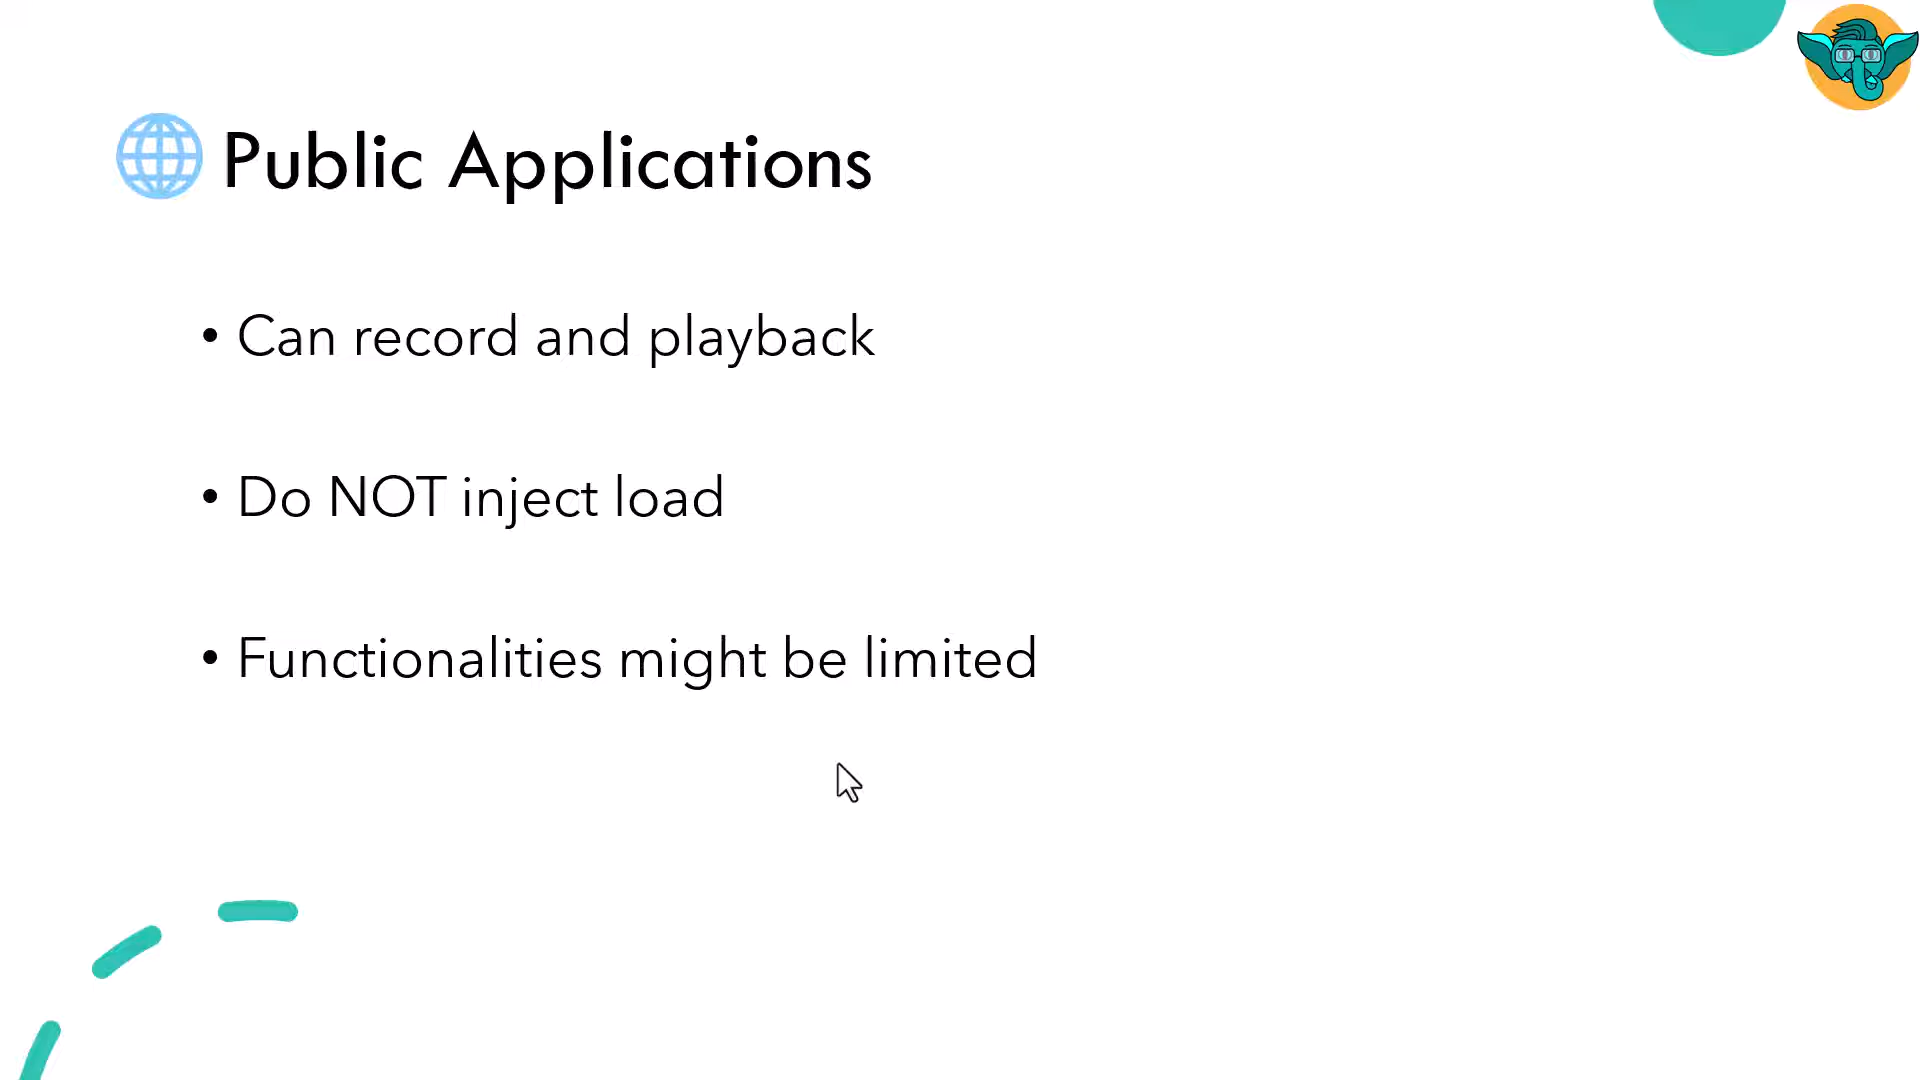 Public Applications
• Can record and playback
• Do NOT inject load
• Functionalities might be limited